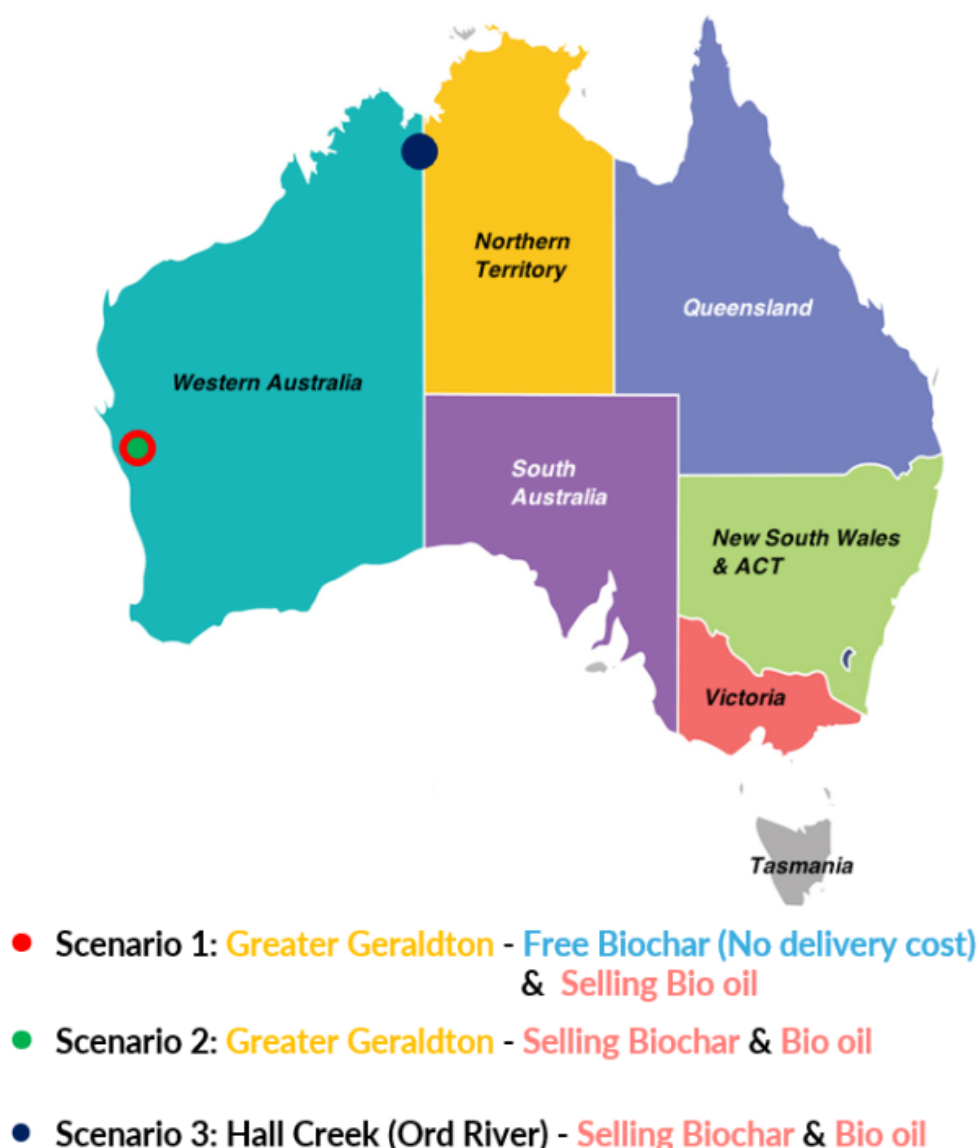 Northern
Territory
Queensland
Western Australia
South
Australia
New South Wales
& ACT
Victoria
Tasmania
Scenario 1: Greater Geraldton - Free Biochar (No delivery cost)
& Selling Bio oil
Scenario 2: Greater Geraldton - Selling Biochar & Bio oil
Scenario 3: Hall Creek (Ord River) - Selling Biochar & Bio oil